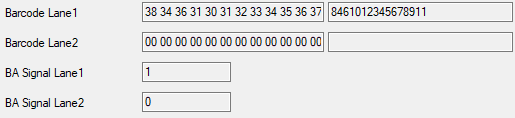 Barcode Lane1 38 34 36 31 30 31 32 33 34 35 36 37 8461012345678911
Barcode Lane2 00 00 00 00 00 00 00 00 00 00 00 00
BA Signal Lane1 1
BA Signal Lane2 0